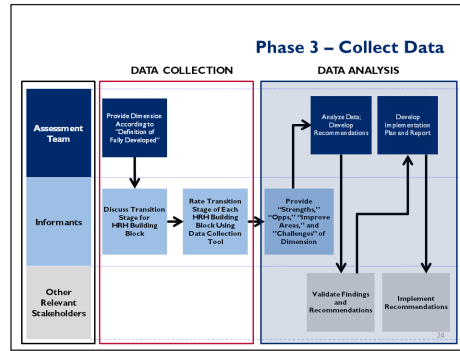 Phase 3 – Collect Data
DATA COLLECTION
DATA ANALYSIS
Assessment
Team
Provide Dimension
According to
"Definition of
Fully Developed"
Analyze Data;
Develop
Recommendations
Develop
Implementation
Plan and Report
Informants
Discuss Transition
Stage for
HRH Building
Block
Rate Transition
Stage of Each
HRH Building
Block Using
Data Collection
Tool
Provide
"Strengths,"
"Opps," "Improve
Areas," and
"Challenges" of
Dimension
Other
Relevant
Stakeholders
Validate Findings
and
Recommendations
Implement
Recommendations
24